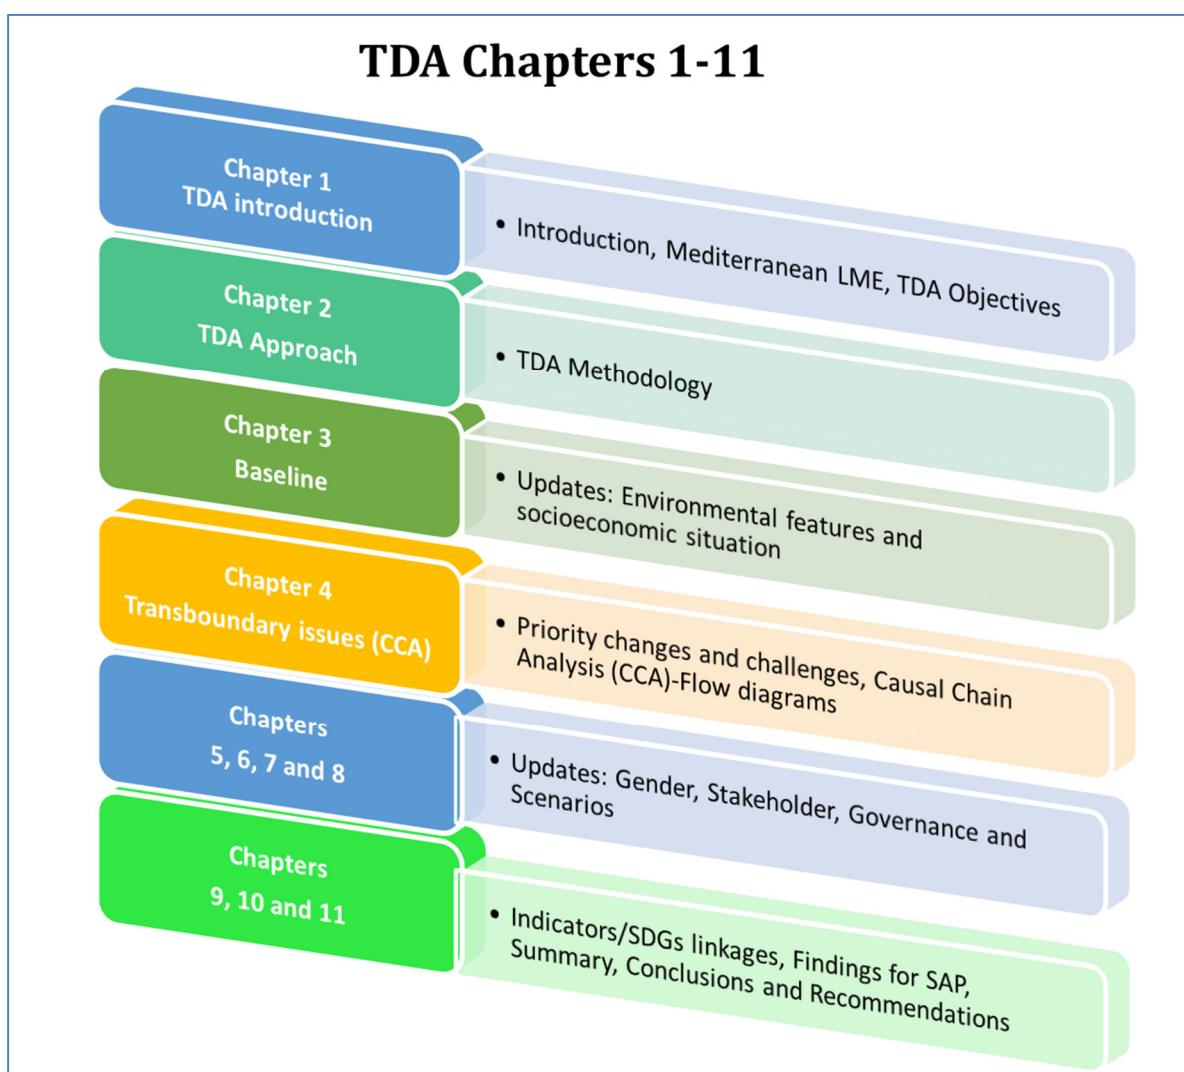 TDA Chapters 1-11
Chapter 1
TDA introduction
• Introduction, Mediterranean LME, TDA Objectives
Chapter 2
TDA Approach
• TDA Methodology
Chapter 3
Baseline
• Updates: Environmental features and
socioeconomic situation
Chapter 4
Transboundary issues (CCA)
• Priority changes and challenges, Causal Chain
Analysis (CCA)-Flow diagrams
Chapters
5, 6, 7 and 8
• Updates: Gender, Stakeholder, Governance and
Scenarios
Chapters
9, 10 and 11
• Indicators/SDGs linkages, Findings for SAP,
Summary, Conclusions and Recommendations